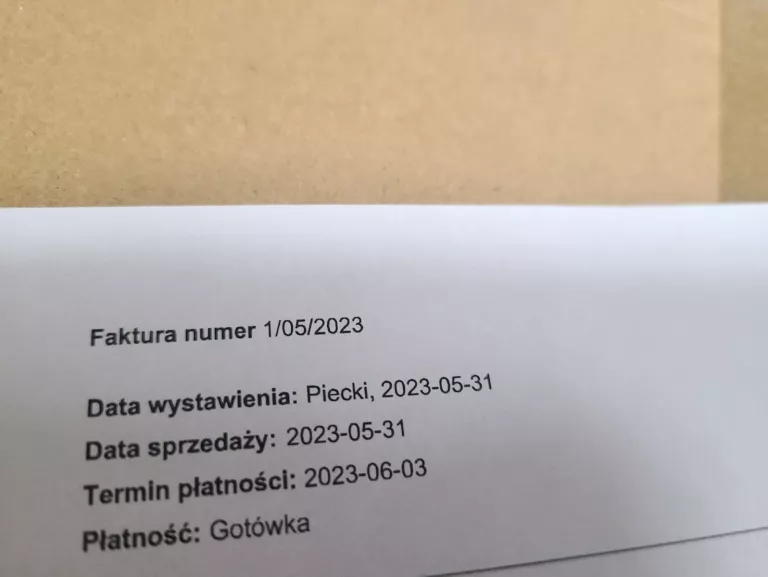 Faktura numer 1/05/2023
Data wystawienia: Piecki, 2023-05-31
Data sprzedaży: 2023-05-31
Termin płatności: 2023-06-03
Płatność: Gotówka